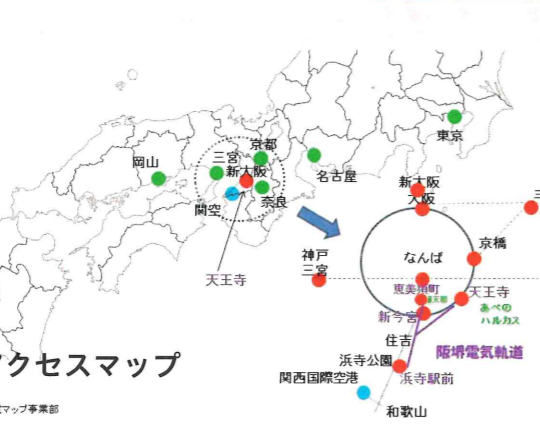 東京
京都
岡山
三宮
新大阪
名古屋
奈良
関空
新大阪
大阪
三
京橋
神戸
三宮
なんば
天王寺
恵美須町
天王寺
あべの
ハルカス
新今宮
住吉
阪堺電気軌道
クセスマップ
浜寺公園
関西国際空港
浜寺駅前
マップ事業部
和歌山